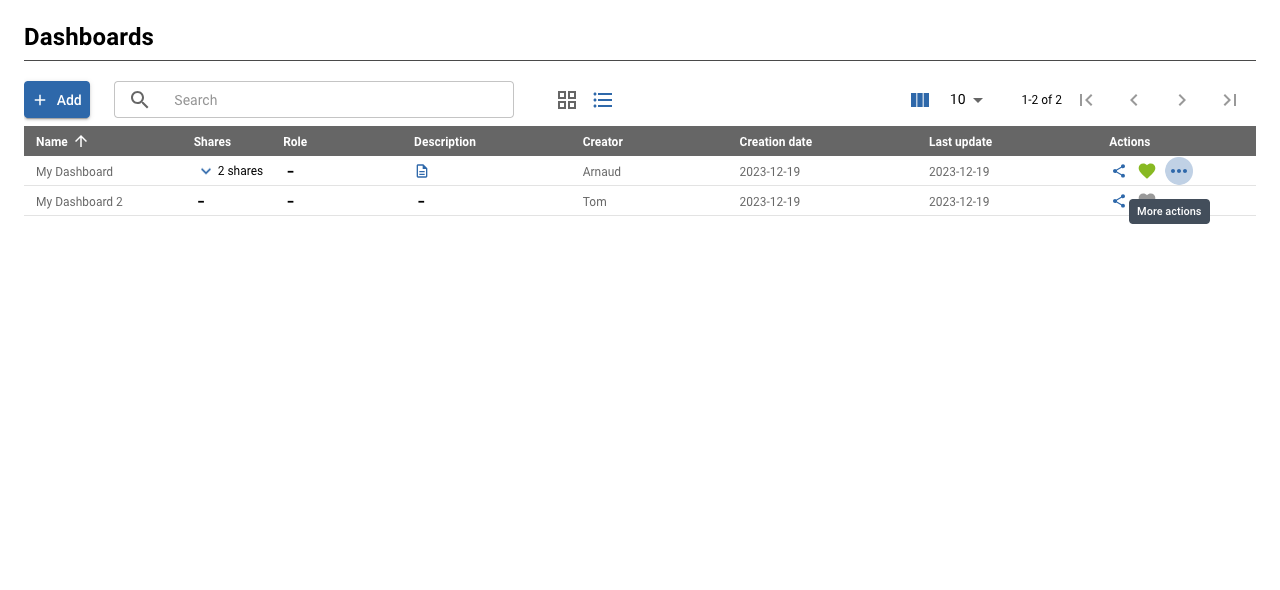 Dashboards
Add Search 10 1-2 of 2
Name Shares Role Description Creator Creation date Last update Actions
My Dashboard 2 shares – Arnaud 2023-12-19 2023-12-19
My Dashboard 2 – – – Tom 2023-12-19 2023-12-19
More actions